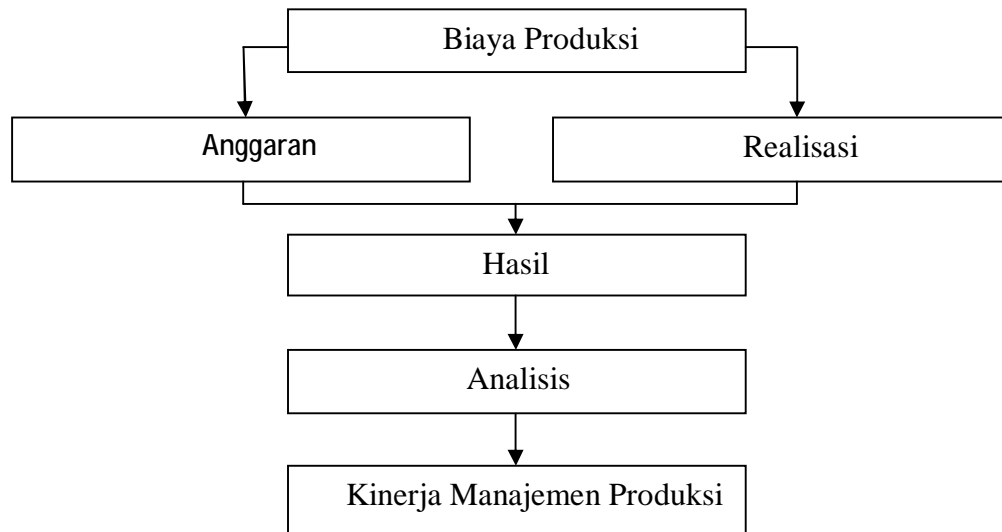 Biaya Produksi
Anggaran
Realisasi
Hasil
Analisis
Kinerja Manajemen Produksi